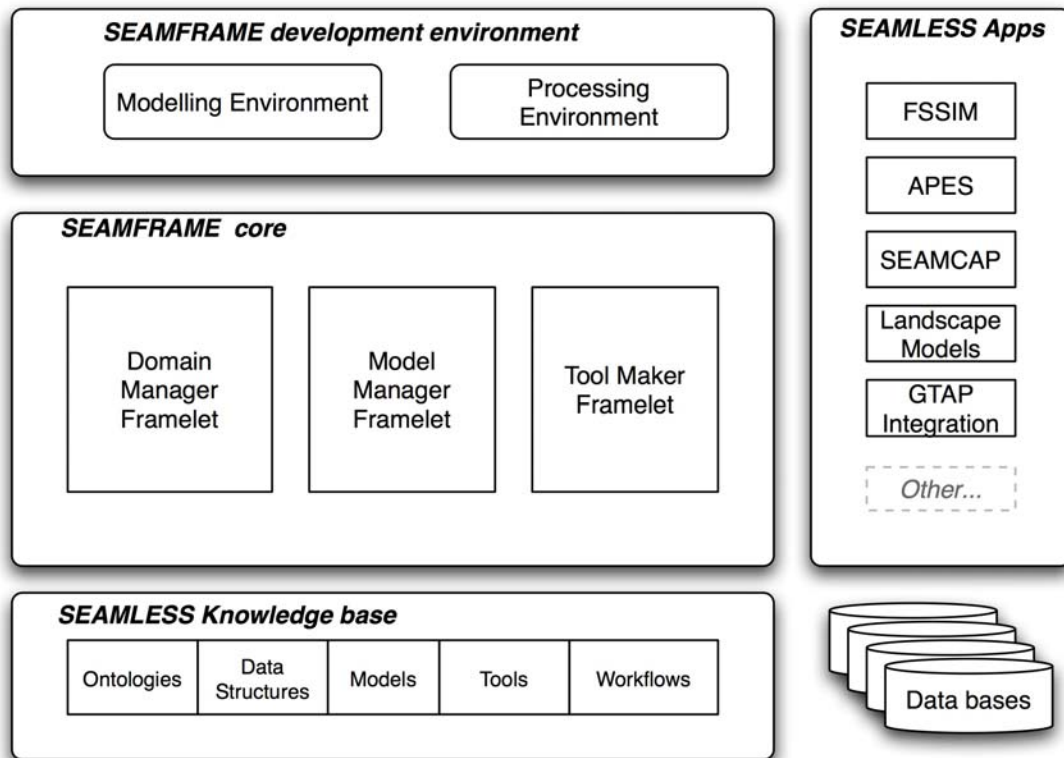 SEAMFRAME development environment
Modelling Environment
Processing
Environment
SEAMFRAME core
Domain
Manager
Framelet
Model
Manager
Framelet
Tool Maker
Framelet
SEAMLESS Knowledge base
Ontologies
Data
Structures
Models
Tools
Workflows
SEAMLESS Apps
FSSIM
APES
SEAMCAP
Landscape
Models
GTAP
Integration
Other...
Data bases